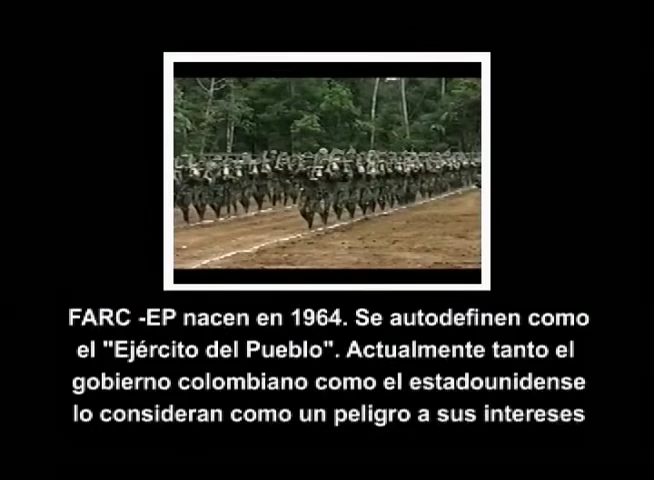 FARC -EP nacen en 1964. Se autodefinen como
el "Ejército del Pueblo". Actualmente tanto el
gobierno colombiano como el estadounidense
lo consideran como un peligro a sus intereses